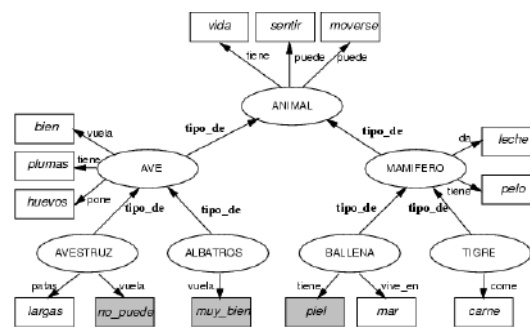 vida sentir moverse
tiene puede puede
ANIMAL
bien vuela tipo_de tipo_de da leche
plumas tiene AVE MAMIFERO
huevos pone tiene pelo
tipo_de tipo_de tipo_de tipo_de
AVESTRUZ ALBATROS BALLENA TIGRE
patas vuela vuela tiene vive_en come
largas no_puede muy_bien piel mar carne